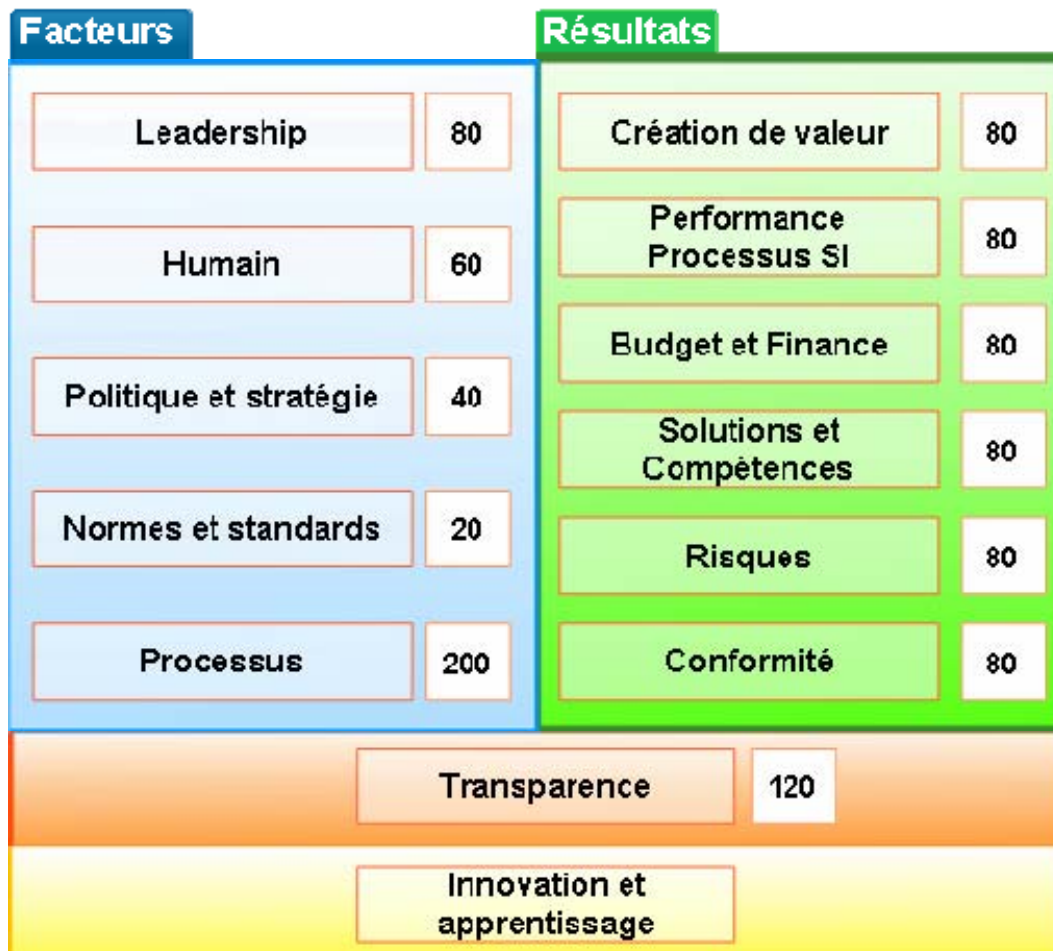 Facteurs
Leadership 80
Humain 60
Politique et stratégie 40
Normes et standards 20
Processus 200
Résultats
Création de valeur 80
Performance
Processus SI 80
Budget et Finance 80
Solutions et
Compétences 80
Risques 80
Conformité 80
Transparence 120
Innovation et
apprentissage